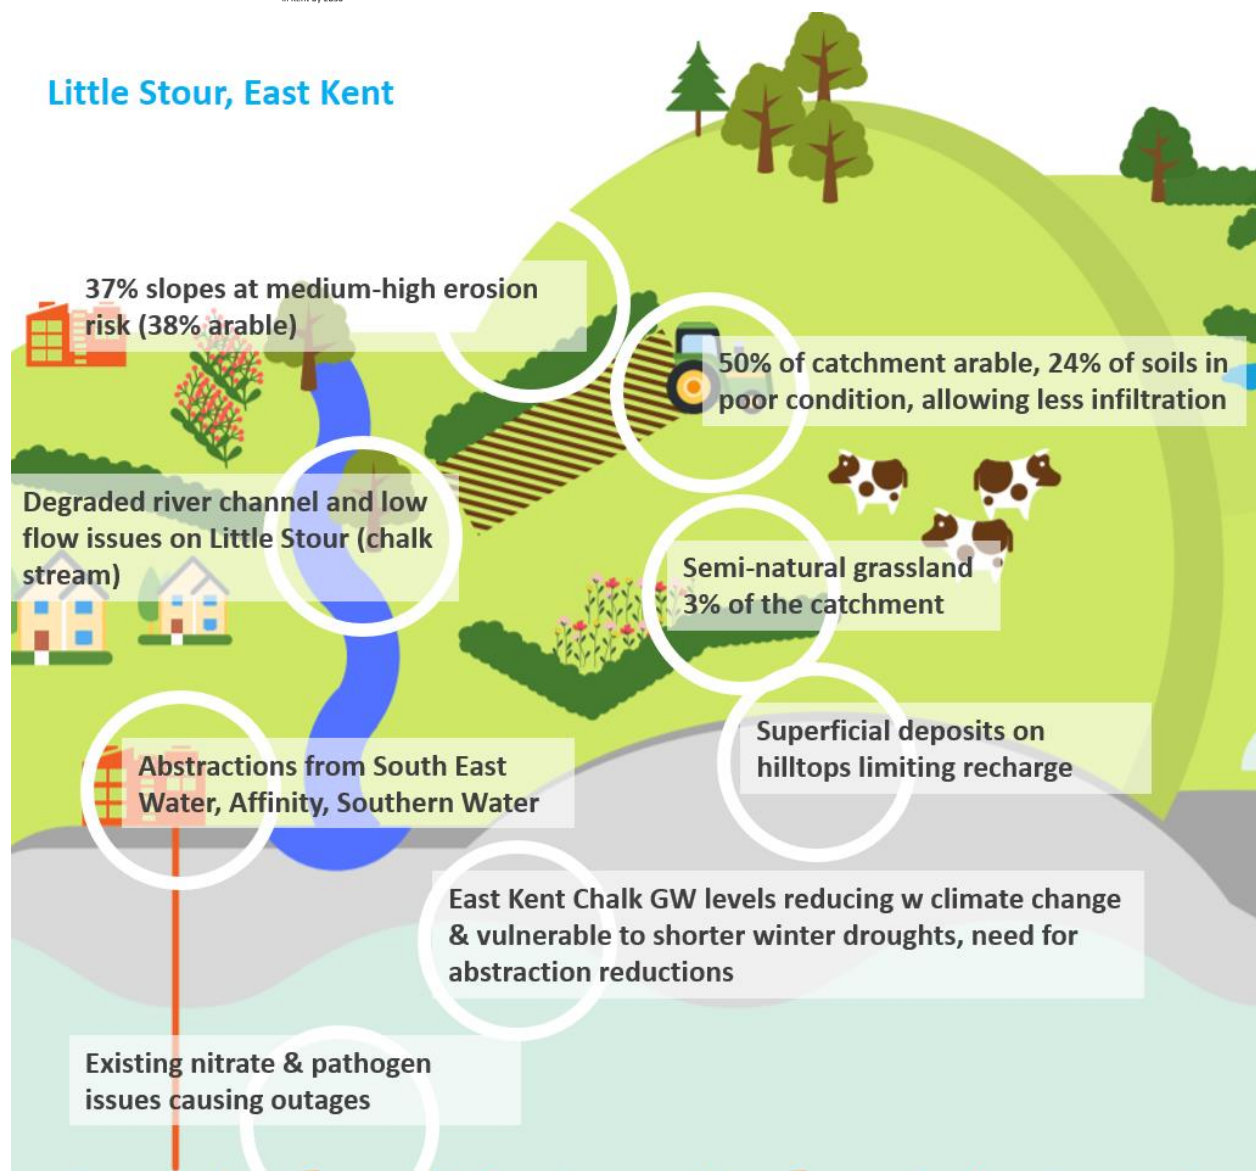 in Kent by 2050
Little Stour, East Kent
37% slopes at medium-high erosion
risk (38% arable)
50% of catchment arable, 24% of soils in
poor condition, allowing less infiltration
Degraded river channel and low
flow issues on Little Stour (chalk
stream)
Semi-natural grassland
3% of the catchment
Superficial deposits on
hilltops limiting recharge
Abstractions from South East
Water, Affinity, Southern Water
East Kent Chalk GW levels reducing w climate change
& vulnerable to shorter winter droughts, need for
abstraction reductions
Existing nitrate & pathogen
issues causing outages